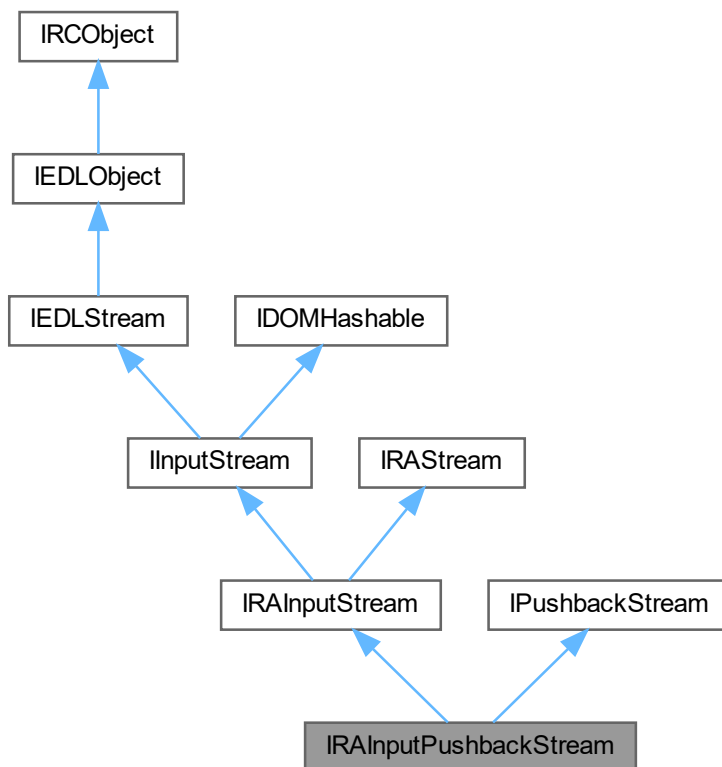 IRCObject
IEDLObject
IEDLStream
IDOMHashable
IInputStream
IRAStream
IRAInputStream
IPushbackStream
IRAInputPushbackStream